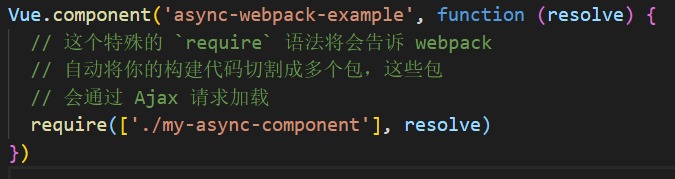 Vue.component('async-webpack-example', function (resolve) {
  // 这个特殊的 `require` 语法将会告诉 webpack
  // 自动将你的构建代码切割成多个包，这些包
  // 会通过 Ajax 请求加载
  require(['./my-async-component'], resolve)
})